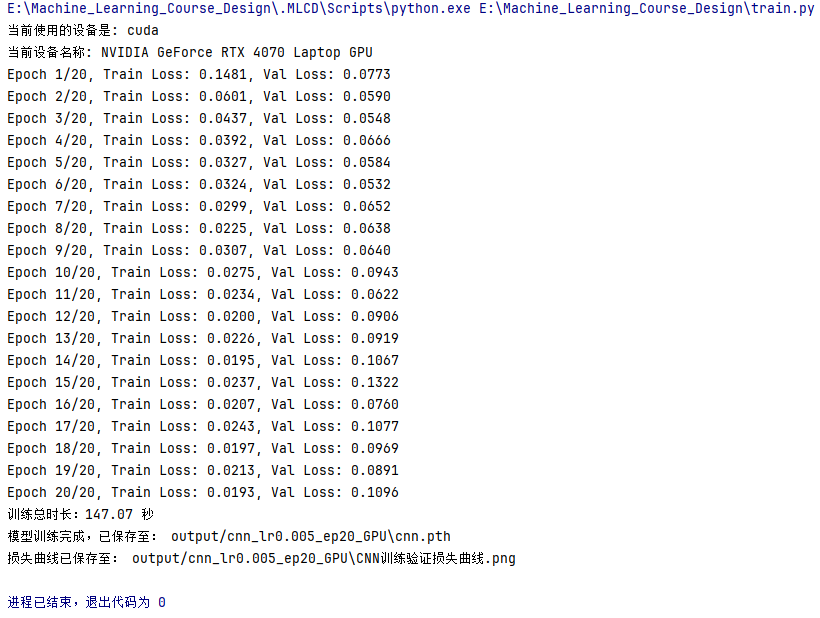 E:\Machine_Learning_Course_Design\.MLCD\Scripts\python.exe E:\Machine_Learning_Course_Design\train.py
当前使用的设备是: cuda
当前设备名称: NVIDIA GeForce RTX 4070 Laptop GPU
Epoch 1/20, Train Loss: 0.1481, Val Loss: 0.0773
Epoch 2/20, Train Loss: 0.0601, Val Loss: 0.0590
Epoch 3/20, Train Loss: 0.0437, Val Loss: 0.0548
Epoch 4/20, Train Loss: 0.0392, Val Loss: 0.0666
Epoch 5/20, Train Loss: 0.0327, Val Loss: 0.0584
Epoch 6/20, Train Loss: 0.0324, Val Loss: 0.0532
Epoch 7/20, Train Loss: 0.0299, Val Loss: 0.0652
Epoch 8/20, Train Loss: 0.0225, Val Loss: 0.0638
Epoch 9/20, Train Loss: 0.0307, Val Loss: 0.0640
Epoch 10/20, Train Loss: 0.0275, Val Loss: 0.0943
Epoch 11/20, Train Loss: 0.0234, Val Loss: 0.0622
Epoch 12/20, Train Loss: 0.0200, Val Loss: 0.0906
Epoch 13/20, Train Loss: 0.0226, Val Loss: 0.0919
Epoch 14/20, Train Loss: 0.0195, Val Loss: 0.1067
Epoch 15/20, Train Loss: 0.0237, Val Loss: 0.1322
Epoch 16/20, Train Loss: 0.0207, Val Loss: 0.0760
Epoch 17/20, Train Loss: 0.0243, Val Loss: 0.1077
Epoch 18/20, Train Loss: 0.0197, Val Loss: 0.0969
Epoch 19/20, Train Loss: 0.0213, Val Loss: 0.0891
Epoch 20/20, Train Loss: 0.0193, Val Loss: 0.1096
训练总时长：147.07 秒
模型训练完成，已保存至： output/cnn_lr0.005_ep20_GPU\cnn.pth
损失曲线已保存至： output/cnn_lr0.005_ep20_GPU\CNN训练验证损失曲线.png
进程已结束，退出代码为 0